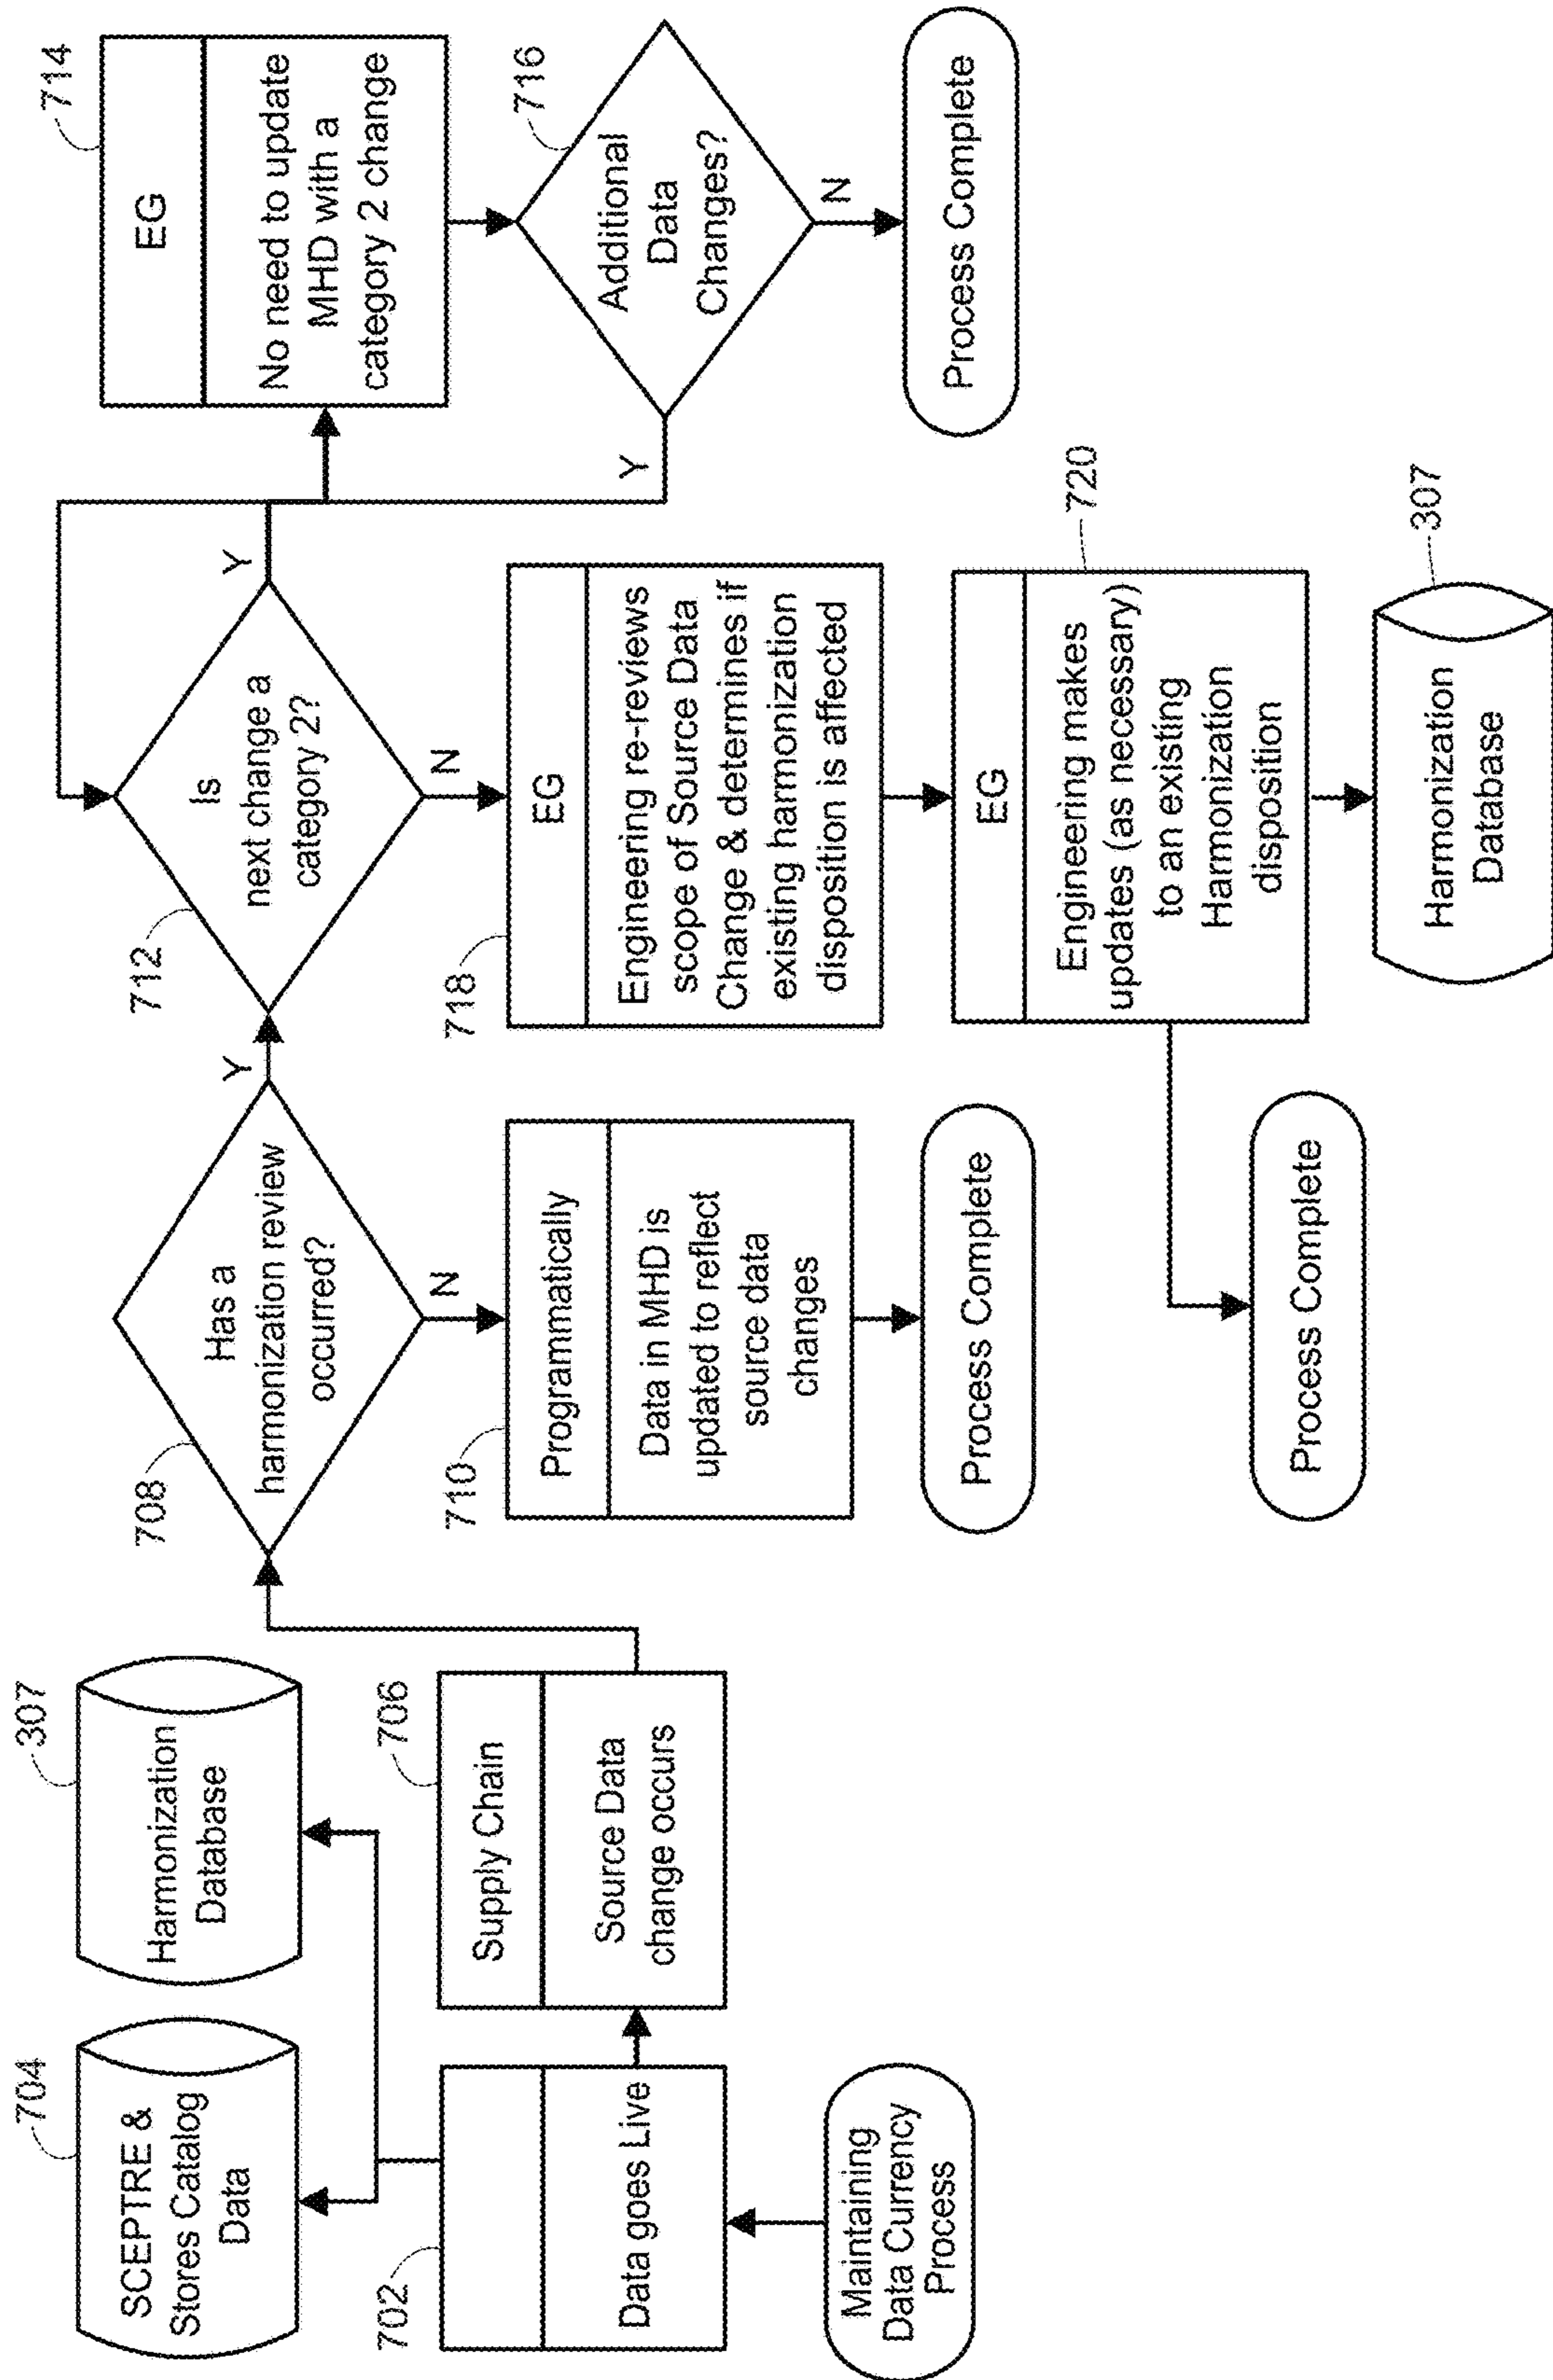 704
SCEPTRE &
Stores Catalog
Data
307
Harmonization
Database
702
Data goes Live
706
Supply Chain
Source Data
change occurs
Maintaining
Data Currency
Process
708
Has a
harmonization review
occurred?
Y
N
710
Programmatically
Data in MHD is
updated to reflect
source data
changes
Process Complete
712
Is
next change a
category 2?
Y
N
718
EG
Engineering re-reviews
scope of Source Data
Change & determines if
existing harmonization
disposition is affected
720
EG
Engineering makes
updates (as necessary)
to an existing
Harmonization
disposition
Process Complete
307
Harmonization
Database
714
EG
No need to update
MHD with a
category 2 change
716
Additional
Data
Changes?
Y
N
Process Complete